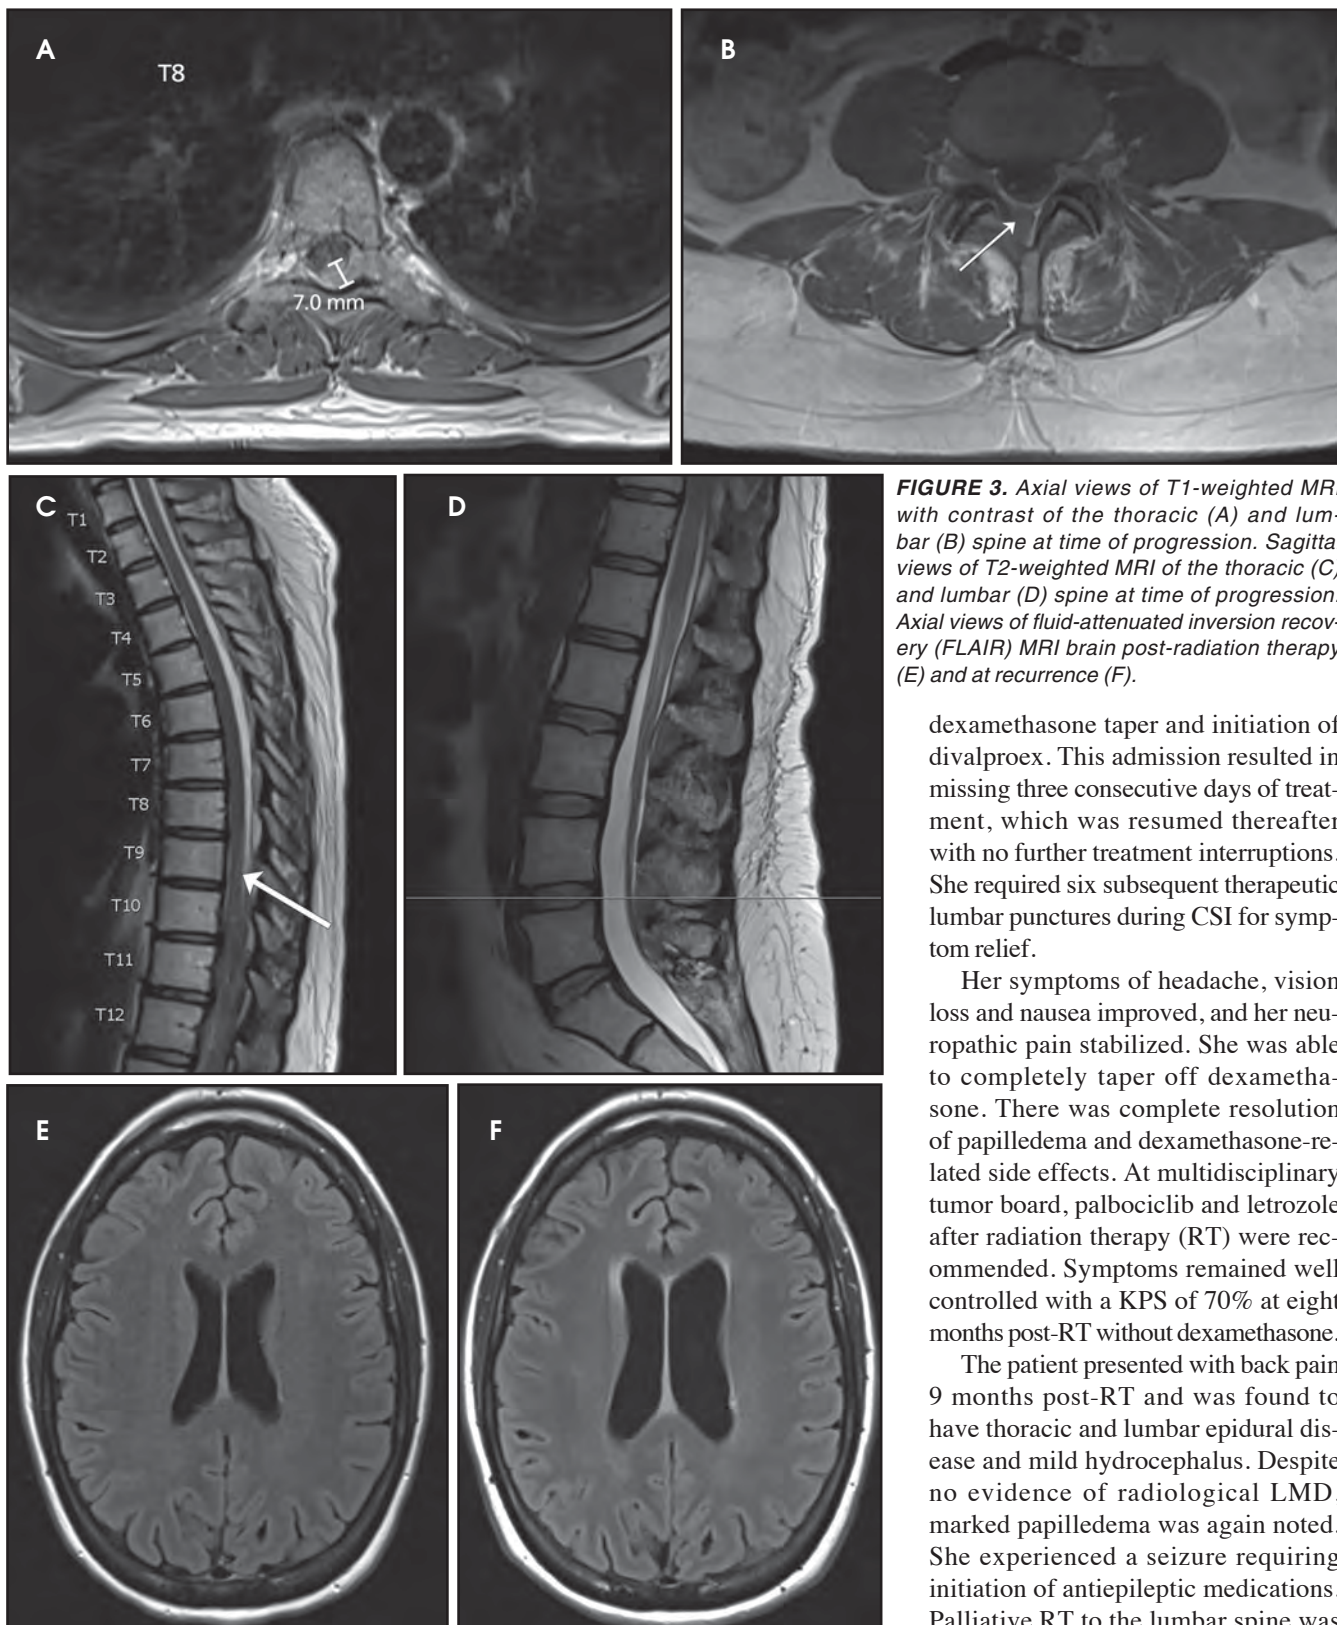 A
T8
7.0 mm
B
C
T1
T2
T3
T4
T5
T6
T7
T8
T9
T10
T11
T12
D
E
F
FIGURE 3. Axial views of T1-weighted MRI
with contrast of the thoracic (A) and lum-
bar (B) spine at time of progression. Sagittal
views of T2-weighted MRI of the thoracic (C)
and lumbar (D) spine at time of progression.
Axial views of fluid-attenuated inversion recov-
ery (FLAIR) MRI brain post-radiation therapy
(E) and at recurrence (F).
dexamethasone taper and initiation of
divalproex. This admission resulted in
missing three consecutive days of treat-
ment, which was resumed thereafter
with no further treatment interruptions.
She required six subsequent therapeutic
lumbar punctures during CSI for symp-
tom relief.
Her symptoms of headache, vision
loss and nausea improved, and her neu-
ropathic pain stabilized. She was able
to completely taper off dexametha-
sone. There was complete resolution
of papilledema and dexamethasone-re-
lated side effects. At multidisciplinary
tumor board, palbociclib and letrozole
after radiation therapy (RT) were rec-
ommended. Symptoms remained well
controlled with a KPS of 70% at eight
months post-RT without dexamethasone.
The patient presented with back pain
9 months post-RT and was found to
have thoracic and lumbar epidural dis-
ease and mild hydrocephalus. Despite
no evidence of radiological LMD,
marked papilledema was again noted.
She experienced a seizure requiring
initiation of antiepileptic medications.
Palliative RT to the lumbar spine was